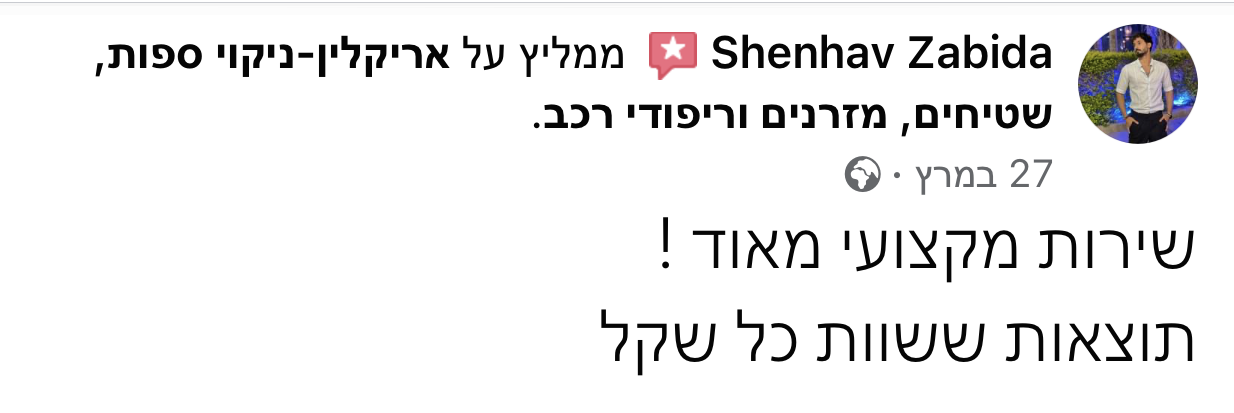 Shenhav Zabida ממליץ על אריקלין-ניקוי ספות,
שטיחים, מזרנים וריפודי רכב.
27 במרץ ·
שירות מקצועי מאוד !
תוצאות ששוות כל שקל